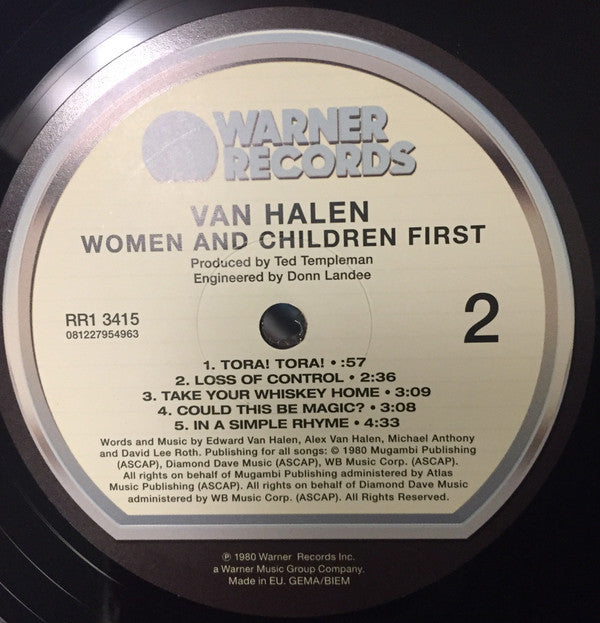 WARNER
RECORDS
VAN HALEN
WOMEN AND CHILDREN FIRST
Produced by Ted Templeman
Engineered by Donn Landee
RR1 3415
081227954963
2
1. TORA! TORA! • :57
2. LOSS OF CONTROL • 2:36
3. TAKE YOUR WHISKEY HOME • 3:09
4. COULD THIS BE MAGIC? • 3:08
5. IN A SIMPLE RHYME • 4:33
Words and Music by Edward Van Halen, Alex Van Halen, Michael Anthony
and David Lee Roth. Publishing for all songs: © 1980 Mugambi Publishing
(ASCAP), Diamond Dave Music (ASCAP), WB Music Corp. (ASCAP).
All rights on behalf of Mugambi Publishing administered by Atlas
Music Publishing (ASCAP). All rights on behalf of Diamond Dave Music
administered by WB Music Corp. (ASCAP). All Rights Reserved.
℗ 1980 Warner Records Inc.
a Warner Music Group Company.
Made in EU. GEMA/BIEM